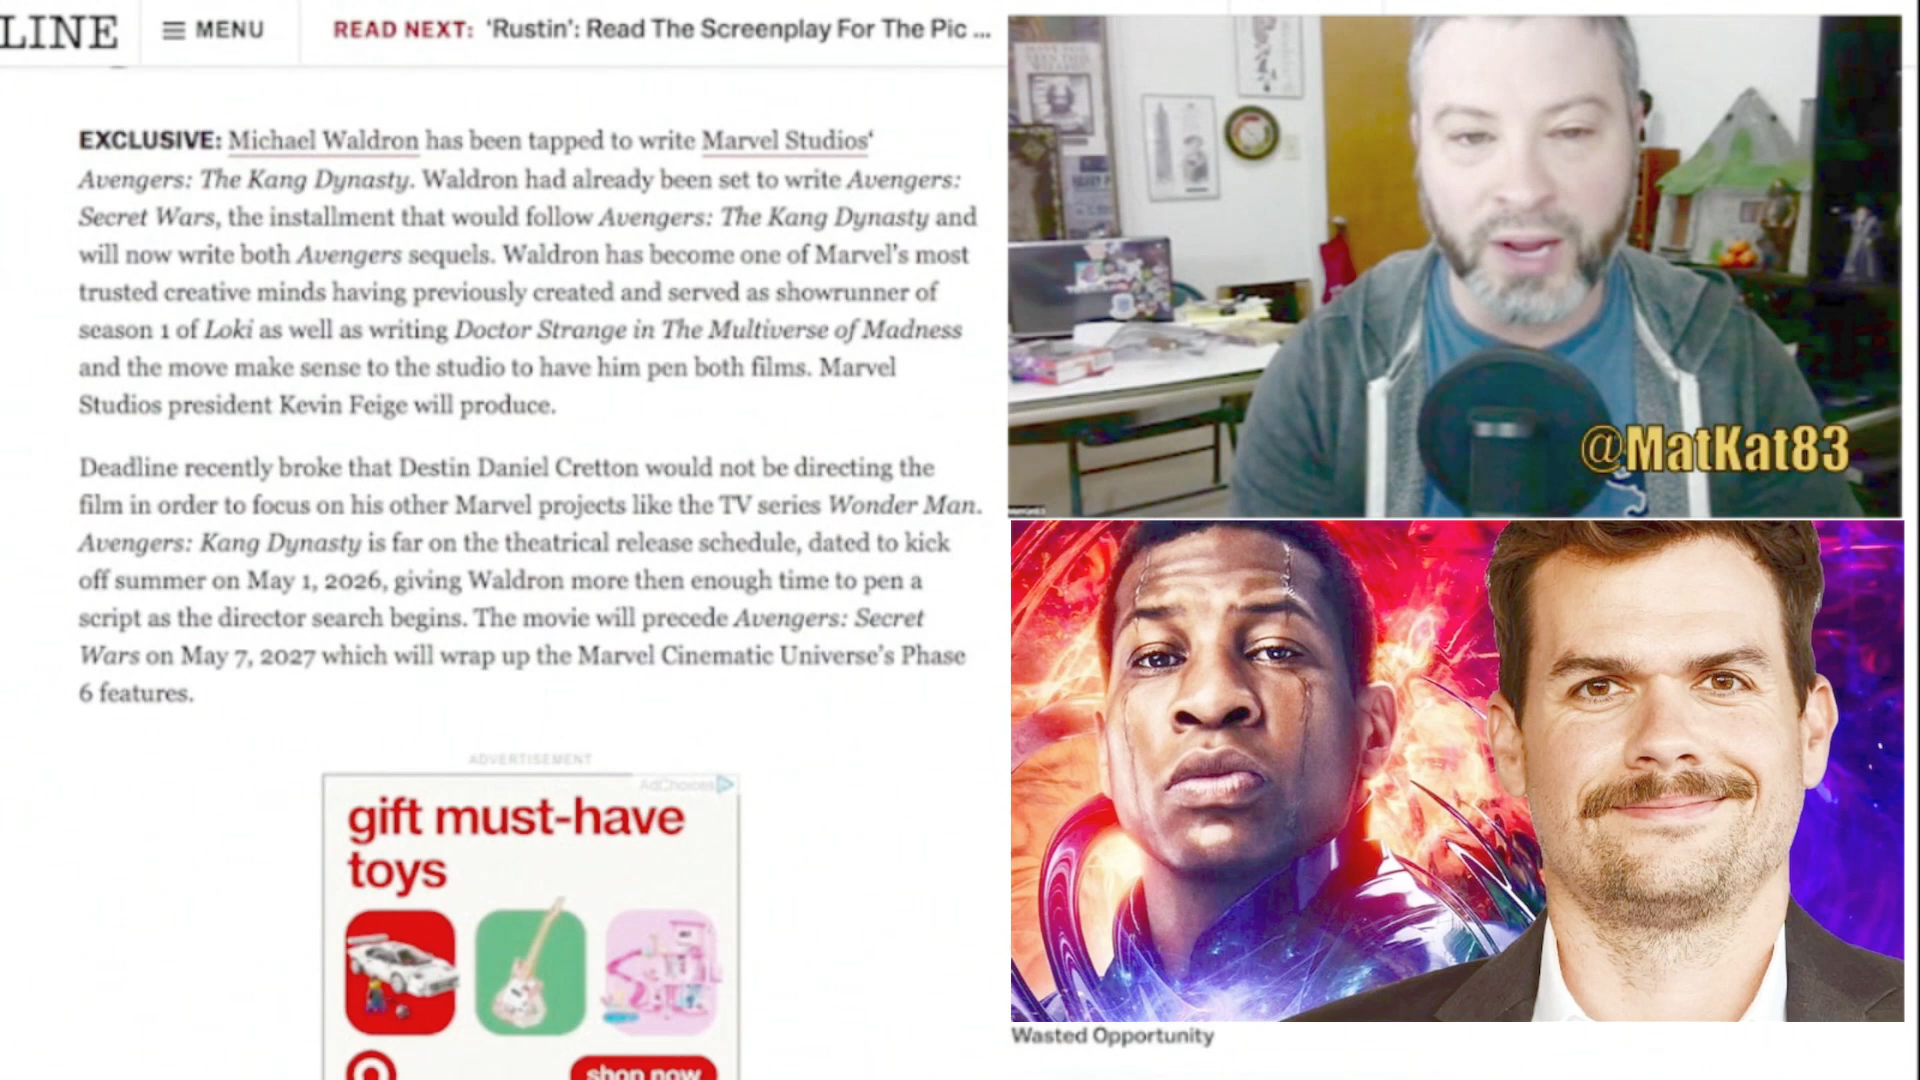 LINE
MENU
READ NEXT: 'Rustin': Read The Screenplay For The Pic ...
EXCLUSIVE: Michael Waldron has been tapped to write Marvel Studios‘
Avengers: The Kang Dynasty. Waldron had already been set to write Avengers:
Secret Wars, the installment that would follow Avengers: The Kang Dynasty and
will now write both Avengers sequels. Waldron has become one of Marvel’s most
trusted creative minds having previously created and served as showrunner of
season 1 of Loki as well as writing Doctor Strange in The Multiverse of Madness
and the move make sense to the studio to have him pen both films. Marvel
Studios president Kevin Feige will produce.
Deadline recently broke that Destin Daniel Cretton would not be directing the
film in order to focus on his other Marvel projects like the TV series Wonder Man.
Avengers: Kang Dynasty is far on the theatrical release schedule, dated to kick
off summer on May 1, 2026, giving Waldron more then enough time to pen a
script as the director search begins. The movie will precede Avengers: Secret
Wars on May 7, 2027 which will wrap up the Marvel Cinematic Universe’s Phase
6 features.
ADVERTISEMENT
AdChoices
gift must-have
toys
shop now
@MatKat83
Wasted Opportunity